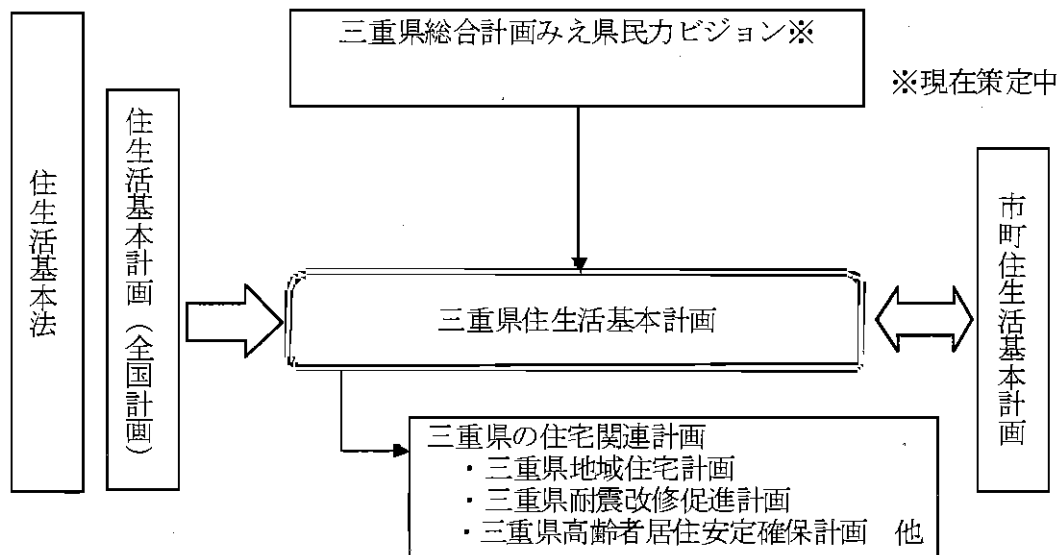 三重県総合計画みえ県民力ビジョン※
※現在策定中
住生活基本法
住生活基本計画（全国計画）
三重県住生活基本計画
市町住生活基本計画
三重県の住宅関連計画
・三重県地域住宅計画
・三重県耐震改修促進計画
・三重県高齢者居住安定確保計画　他